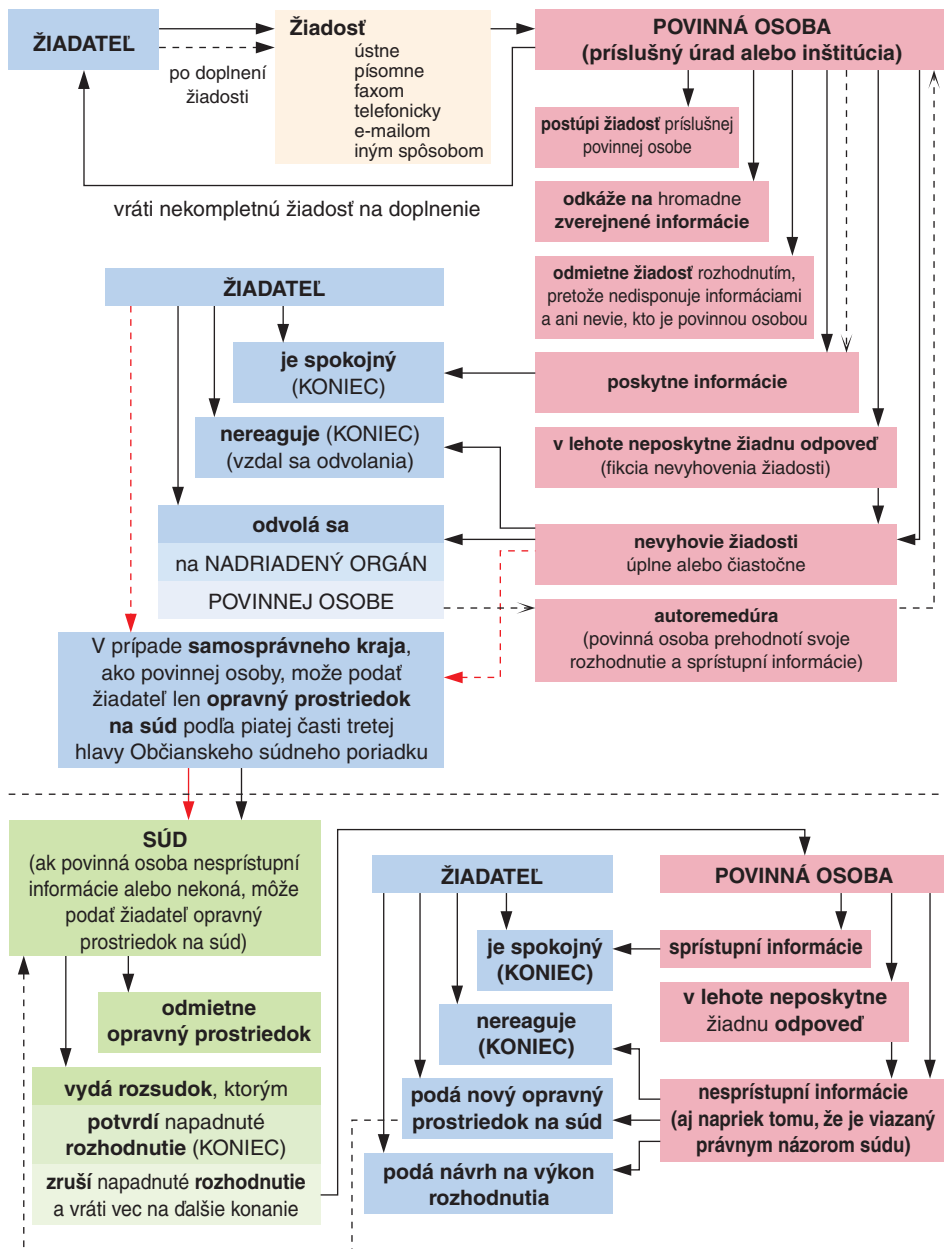 ŽIADATEĽ
po doplnení
žiadosti
Žiadosť
ústne
písomne
faxom
telefonicky
e-mailom
iným spôsobom
POVINNÁ OSOBA
(príslušný úrad alebo inštitúcia)
vráti nekompletnú žiadosť na doplnenie
postúpi žiadosť príslušnej
povinnej osobe
odkáže na hromadne
zverejnené informácie
odmietne žiadosť rozhodnutím,
pretože nedisponuje informáciami
a ani nevie, kto je povinnou osobou
poskytne informácie
v lehote neposkytne žiadnu odpoveď
(fikcia nevyhovenia žiadosti)
nevyhovie žiadosti
úplne alebo čiastočne
autoremedúra
(povinná osoba prehodnotí svoje
rozhodnutie a sprístupní informácie)
ŽIADATEĽ
je spokojný
(KONIEC)
nereaguje (KONIEC)
(vzdal sa odvolania)
odvolá sa
na NADRIADENÝ ORGÁN
POVINNEJ OSOBE
V prípade samosprávneho kraja,
ako povinnej osoby, može podať
žiadateľ len opravný prostriedok
na súd podľa piatej časti tretej
hlavy Občianskeho súdneho poriadku
SÚD
(ak povinná osoba nesprístupní
informácie alebo nekoná, môže
podať žiadateľ opravný
prostriedok na súd)
odmietne
opravný prostriedok
vydá rozsudok, ktorým
potvrdí napadnuté
rozhodnutie (KONIEC)
zruší napadnuté rozhodnutie
a vráti vec na ďalšie konanie
ŽIADATEĽ
je spokojný
(KONIEC)
nereaguje
(KONIEC)
podá nový opravný
prostriedok na súd
podá návrh na výkon
rozhodnutia
POVINNÁ OSOBA
sprístupní informácie
v lehote neposkytne
žiadnu odpoveď
nesprístupní informácie
(aj napriek tomu, že je viazaný
právnym názorom súdu)